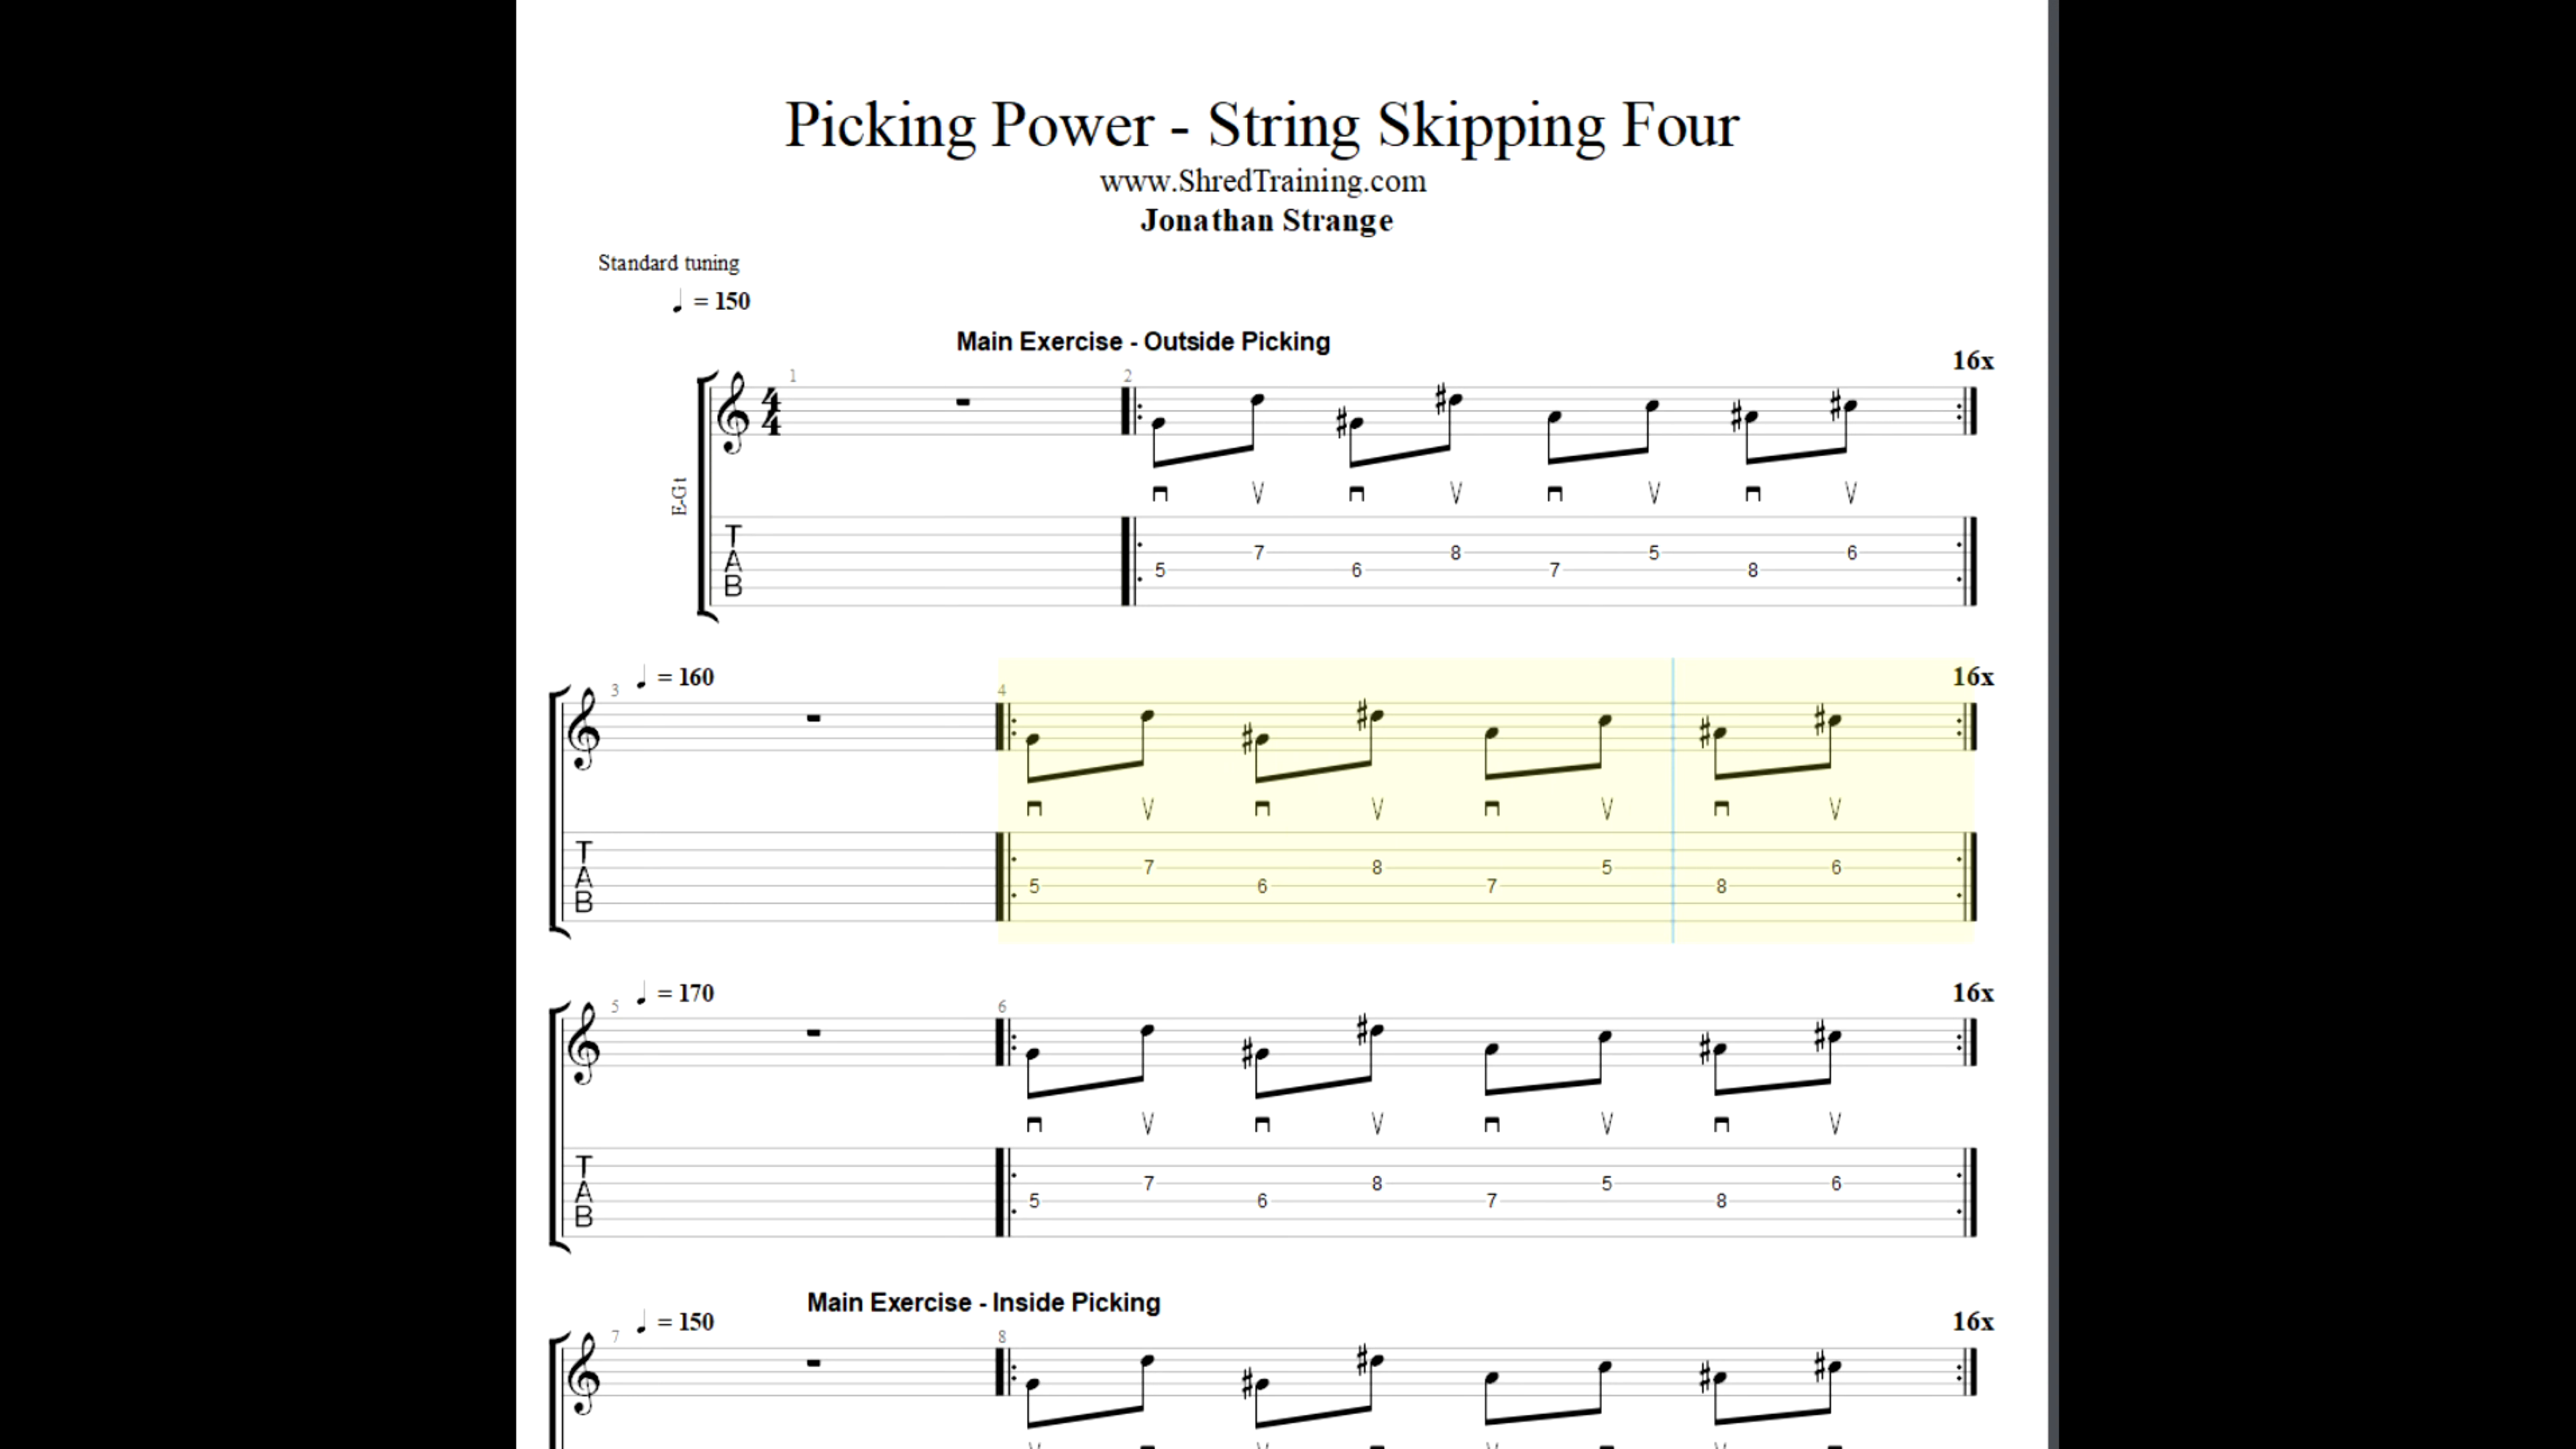 Picking Power - String Skipping Four
www.ShredTraining.com
Jonathan Strange
Standard tuning
♩ = 150
Main Exercise - Outside Picking
16x
1 2
4
4
E-Gt
T
A
B
5 7 6 8 7 5 8 6
3 ♩ = 160 4 16x
T
A
B
5 7 6 8 7 5 8 6
5 ♩ = 170 6 16x
T
A
B
5 7 6 8 7 5 8 6
Main Exercise - Inside Picking
7 ♩ = 150 8 16x